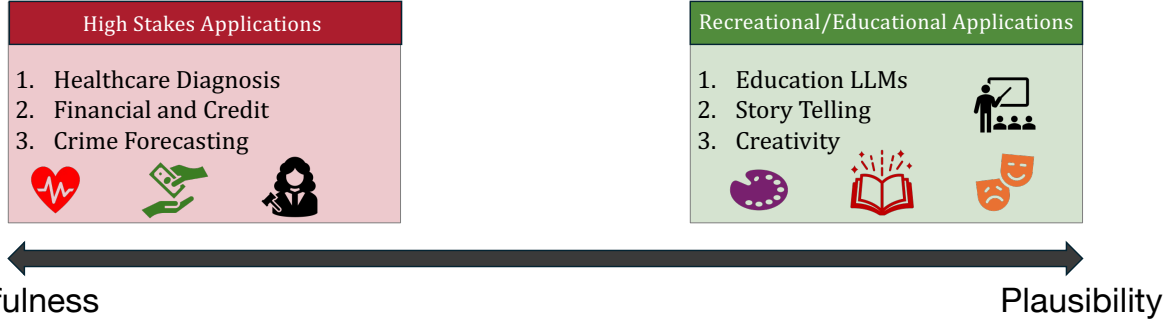 High Stakes Applications
1. Healthcare Diagnosis
2. Financial and Credit
3. Crime Forecasting
Recreational/Educational Applications
1. Education LLMs
2. Story Telling
3. Creativity
fulness
Plausibility